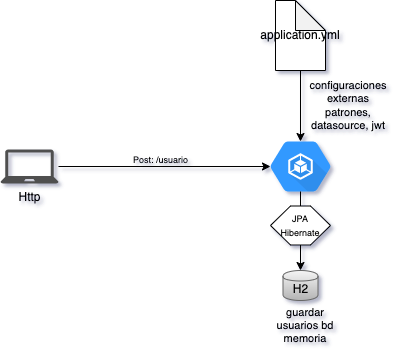 application.yml
configuraciones
externas
patrones,
datasource, jwt
Post: /usuario
Http
JPA
Hibernate
H2
guardar
usuarios bd
memoria